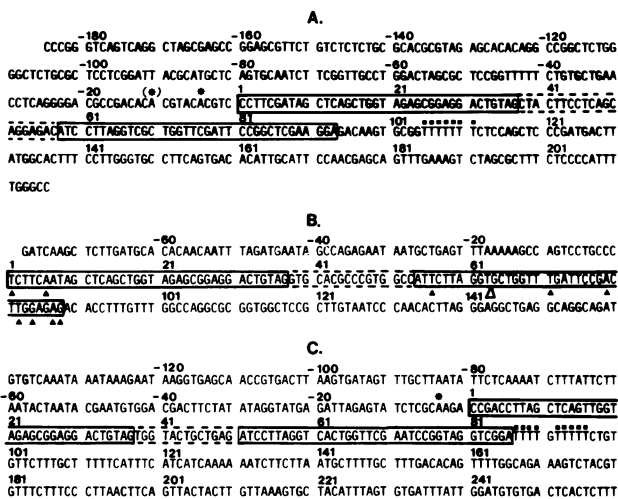 A.
-180 -160 -140 -120
CCCGG GTCAGTCAGG CTAGCGAGCC GGAGCGTTCT GTCTCTCTGC GCACGCGTAG AGCACACAGG CCGGCTCTGG
-100 -80 -60 -40
GGCTCTGCGC TCCTCGGATT ACGCATGCTC AGTGCAATCT TCGGTTGCCT GGACTAGCGC TCCGGTTTTT CTGTGCTGAA
-20 (*) * 1 21 41
CCTCAGGGGA CGCCGACACA CGTACACGTC CCTTCGATAG CTCAGCTGGT AGAGCGGAGG ACTGTAGCTA CTTCCTCAGC
61 81 101 121
AGGAGACATC CTTAGGTCGC TGGTTCGATT CCGGCTCGAA GGAGACAAGT GCGGTTTTTT TCTCCAGCTC CCGATGACTT
141 161 181 201
ATGGCACTTT CCTTGGGTGC CTTCAGTGAC ACATTGCATT CCAACGAGCG GTTTGAAAGT CTAGCGCTTT CTCCCCATTT
TGGGCC
B.
-60 -40 -20
GATCAAGC TCTTGATGCA CACAACAATT TAGATGAATA GCCAGAGAAT AATGCTGAGT TTAAAAAGCC AGTCCTGCCC
1 21 41 61
TCTTCAATAG CTCAGCTGGT AGAGCGGAGG ACTGTAGGTG CACGCCCGTG GCCATTCTTA GGTGCTGGTT TGATTCCGAC
101 121 141
TTGGAGAGAC ACACCTTTGTT TGGCCAGGCGC GGTGGCTCCG CTTGTAATCC CAACACTTAG GGAGGCTGAG GCAGGCAGAT
C.
-120 -100 -80
GTGTCAAATA AATAAAGAAT AAGGTGAGCA ACCGTGACTT AAGTGATAGT TTGCTTAATA TTCTCAAAAT CTTTATTCTT
-60 -40 -20 * 1
AATACTAATA CGAATGTGGA CGACTTCTAT ATAGGTATGA GATTAGAGTA TCTCGCAAGA CCGACCTTAG CTCAGTTGGT
21 41 61 81
AGAGCGGAGG ACTGTAGTGG TACTGCTGAG ATCCTTAGGT CACTGGTTCG AATCCGGTAG GTCGGATTTT GTTTTTCTGT
101 121 141 161
GTTCTTTGCT TTTTCATTTC ATCATCAAAA AATCTTCTTA ATGCTTTTGC TTTGACACAG TTTTGGCAGA AAGTCTACGT
181 201 221 241
GTTTCTTTCC CTTAACTTCA GTTACTACTT GTTAAAGTGC TACATTTAGT GTGATTTATT GGATGTGTGA CTCACTCTTT